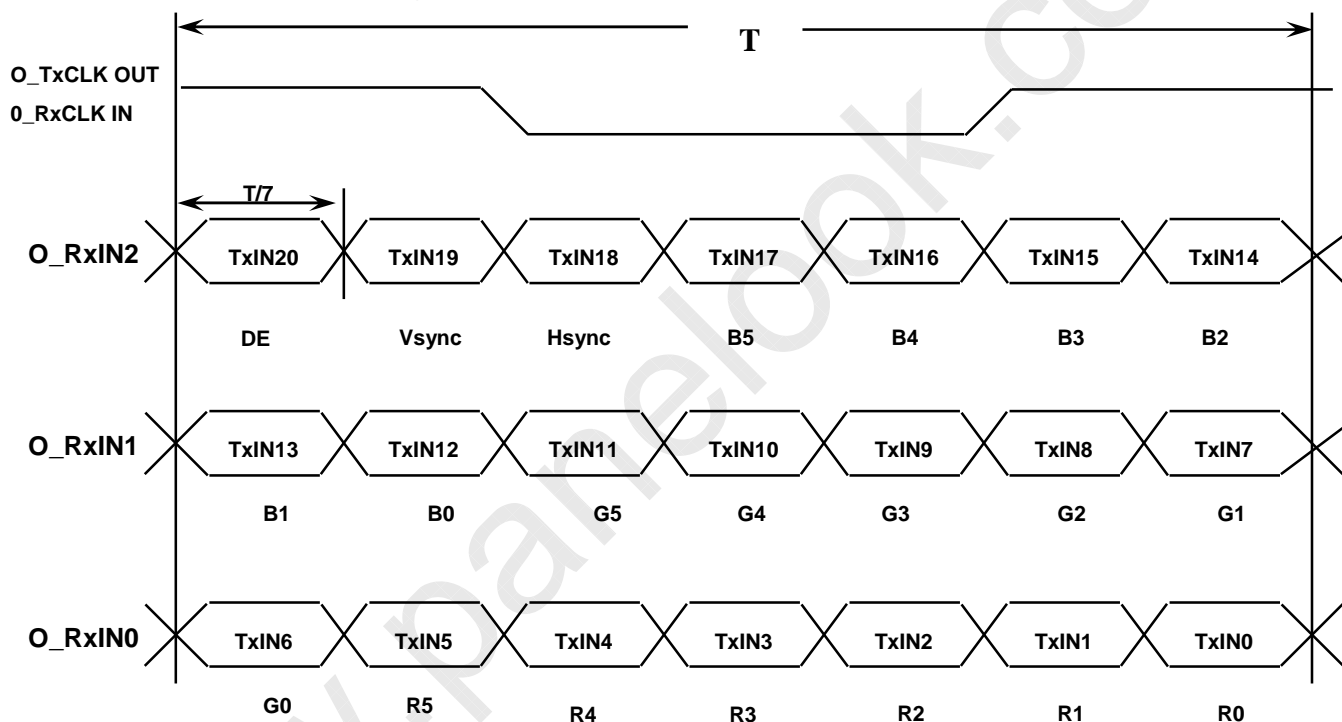 T
O_TxCLK OUT
0_RxCLK IN
T/7
O_RxIN2 TxIN20 TxIN19 TxIN18 TxIN17 TxIN16 TxIN15 TxIN14
DE Vsync Hsync B5 B4 B3 B2
O_RxIN1 TxIN13 TxIN12 TxIN11 TxIN10 TxIN9 TxIN8 TxIN7
B1 B0 G5 G4 G3 G2 G1
O_RxIN0 TxIN6 TxIN5 TxIN4 TxIN3 TxIN2 TxIN1 TxIN0
G0 R5 R4 R3 R2 R1 R0
.panelook.co